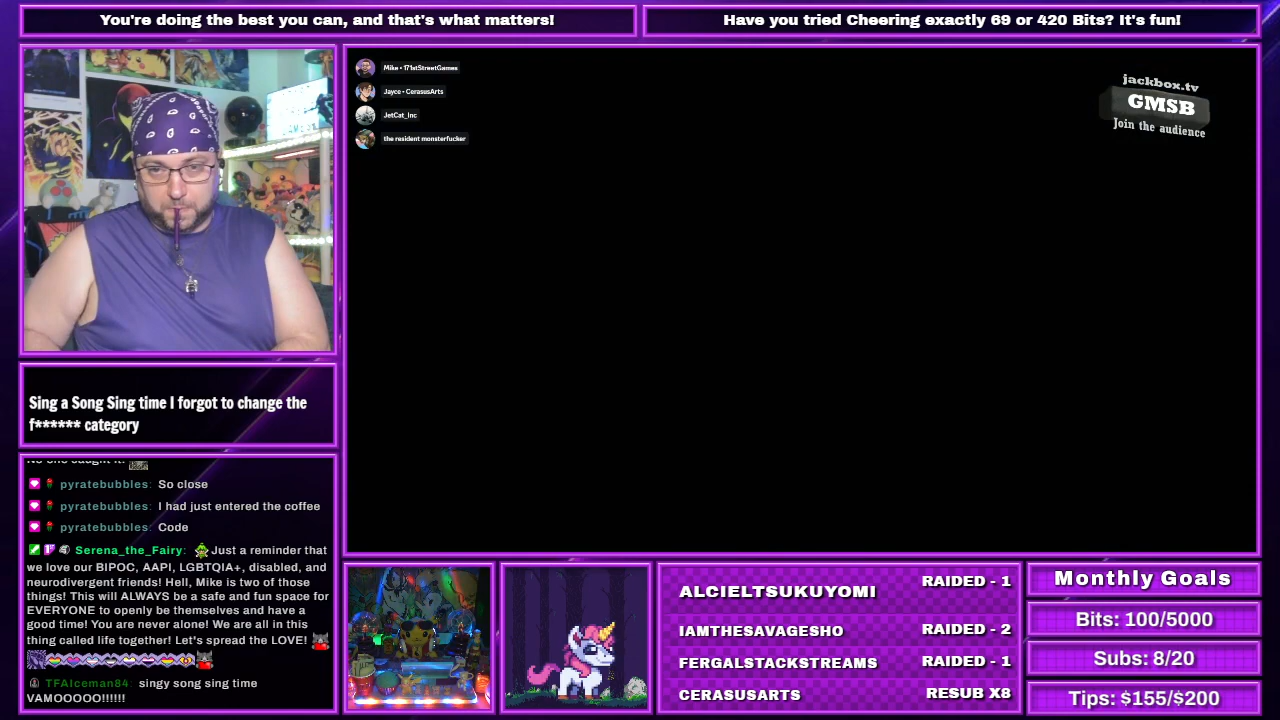 You're doing the best you can, and that's what matters!
Have you tried Cheering exactly 69 or 420 Bits? It's fun!
Mike • 171stStreetGames
Jayce • CerasusArts
JetCat_Inc
the resident monsterfucker
jackbox.tv
GMSB
Join the audience
Sing a Song Sing time I forgot to change the
f****** category
No one caught it!
pyratebubbles: So close
pyratebubbles: I had just entered the coffee
pyratebubbles: Code
Serena_the_Fairy: Just a reminder that
we love our BIPOC, AAPI, LGBTQIA+, disabled, and
neurodivergent friends! Hell, Mike is two of those
things! This will ALWAYS be a safe and fun space for
EVERYONE to openly be themselves and have a
good time! You are never alone! We are all in this
thing called life together! Let's spread the LOVE!
TFAIceman84: singy song sing time
VAMOOOOO!!!!!!
ALCIELTSUKUYOMI RAIDED - 1
IAMTHESAVAGESHO RAIDED - 2
FERGALSTACKSTREAMS RAIDED - 1
CERASUSARTS RESUB X8
Monthly Goals
Bits: 100/5000
Subs: 8/20
Tips: $155/$200